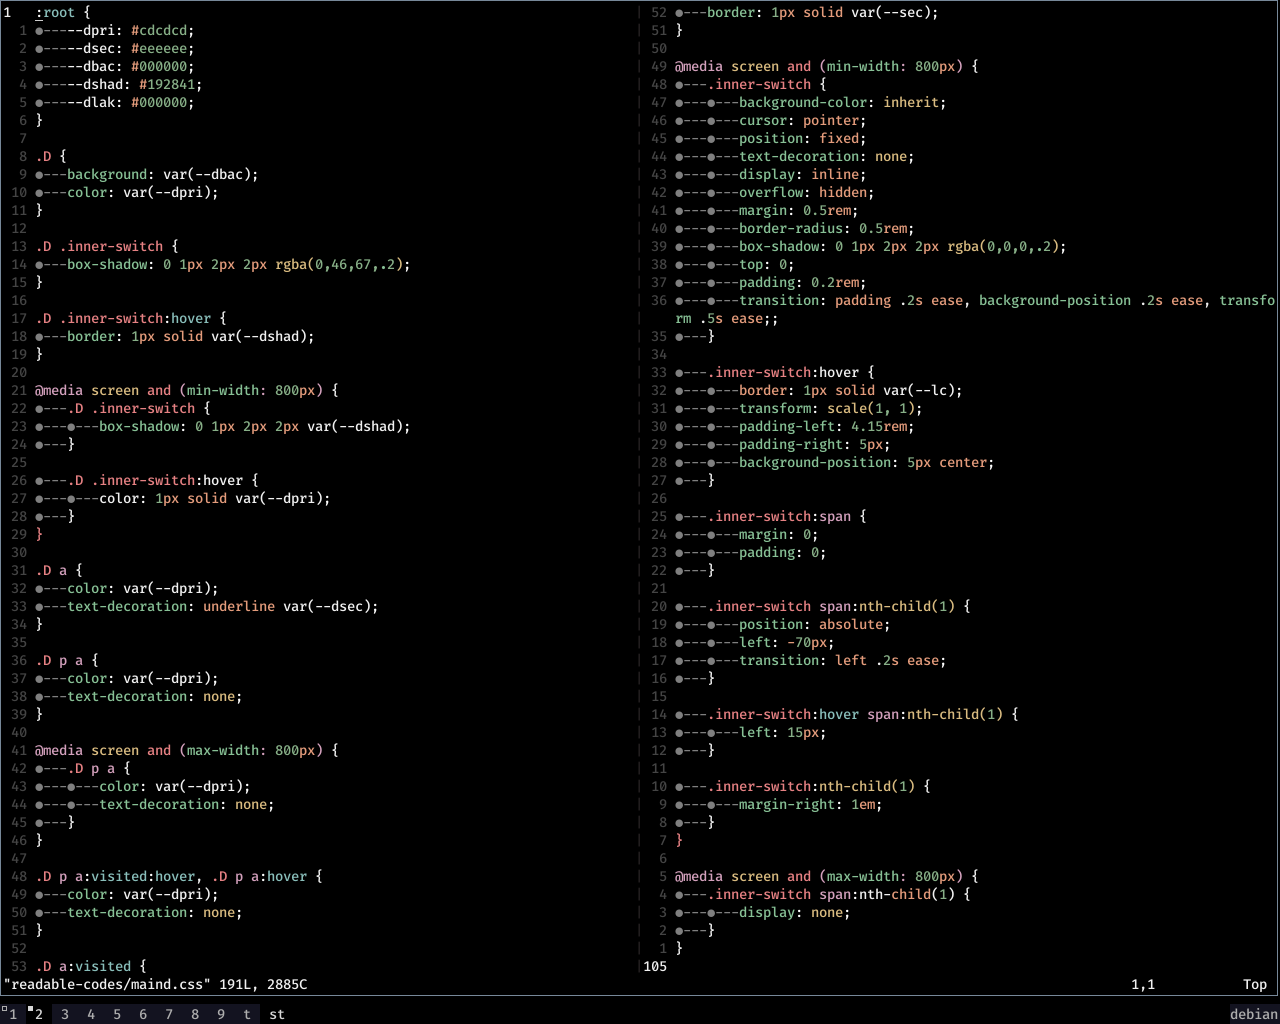 1   :root {
  1 ●-----dpri: #cdcdcd;
  2 ●-----dsec: #eeeeee;
  3 ●-----dbac: #000000;
  4 ●-----dshad: #192841;
  5 ●-----dlak: #000000;
  6 }
  7
  8 .D {
  9 ●---background: var(--dbac);
 10 ●---color: var(--dpri);
 11 }
 12
 13 .D .inner-switch {
 14 ●---box-shadow: 0 1px 2px 2px rgba(0,46,67,.2);
 15 }
 16
 17 .D .inner-switch:hover {
 18 ●---border: 1px solid var(--dshad);
 19 }
 20
 21 @media screen and (min-width: 800px) {
 22 ●---.D .inner-switch {
 23 ●---●---box-shadow: 0 1px 2px 2px var(--dshad);
 24 ●---}
 25
 26 ●---.D .inner-switch:hover {
 27 ●---●---color: 1px solid var(--dpri);
 28 ●---}
 29 }
 30
 31 .D a {
 32 ●---color: var(--dpri);
 33 ●---text-decoration: underline var(--dsec);
 34 }
 35
 36 .D p a {
 37 ●---color: var(--dpri);
 38 ●---text-decoration: none;
 39 }
 40
 41 @media screen and (max-width: 800px) {
 42 ●---.D p a {
 43 ●---●---color: var(--dpri);
 44 ●---●---text-decoration: none;
 45 ●---}
 46 }
 47
 48 .D p a:visited:hover, .D p a:hover {
 49 ●---color: var(--dpri);
 50 ●---text-decoration: none;
 51 }
 52
 53 .D a:visited {
 52 ●---border: 1px solid var(--sec);
 51 }
 50
 49 @media screen and (min-width: 800px) {
 48 ●---.inner-switch {
 47 ●---●---background-color: inherit;
 46 ●---●---cursor: pointer;
 45 ●---●---position: fixed;
 44 ●---●---text-decoration: none;
 43 ●---●---display: inline;
 42 ●---●---overflow: hidden;
 41 ●---●---margin: 0.5rem;
 40 ●---●---border-radius: 0.5rem;
 39 ●---●---box-shadow: 0 1px 2px 2px rgba(0,0,0,.2);
 38 ●---●---top: 0;
 37 ●---●---padding: 0.2rem;
 36 ●---●---transition: padding .2s ease, background-position .2s ease, transfo
rm .5s ease;;
 35 ●---}
 34
 33 ●---.inner-switch:hover {
 32 ●---●---border: 1px solid var(--lc);
 31 ●---●---transform: scale(1, 1);
 30 ●---●---padding-left: 4.15rem;
 29 ●---●---padding-right: 5px;
 28 ●---●---background-position: 5px center;
 27 ●---}
 26
 25 ●---.inner-switch:span {
 24 ●---●---margin: 0;
 23 ●---●---padding: 0;
 22 ●---}
 21
 20 ●---.inner-switch span:nth-child(1) {
 19 ●---●---position: absolute;
 18 ●---●---left: -70px;
 17 ●---●---transition: left .2s ease;
 16 ●---}
 15
 14 ●---.inner-switch:hover span:nth-child(1) {
 13 ●---●---left: 15px;
 12 ●---}
 11
 10 ●---.inner-switch:nth-child(1) {
  9 ●---●---margin-right: 1em;
  8 ●---}
  7 }
  6
  5 @media screen and (max-width: 800px) {
  4 ●---.inner-switch span:nth-child(1) {
  3 ●---●---display: none;
  2 ●---}
  1 }
105
"readable-codes/maind.css" 191L, 2885C 1,1 Top
1 2 3 4 5 6 7 8 9 t st debian